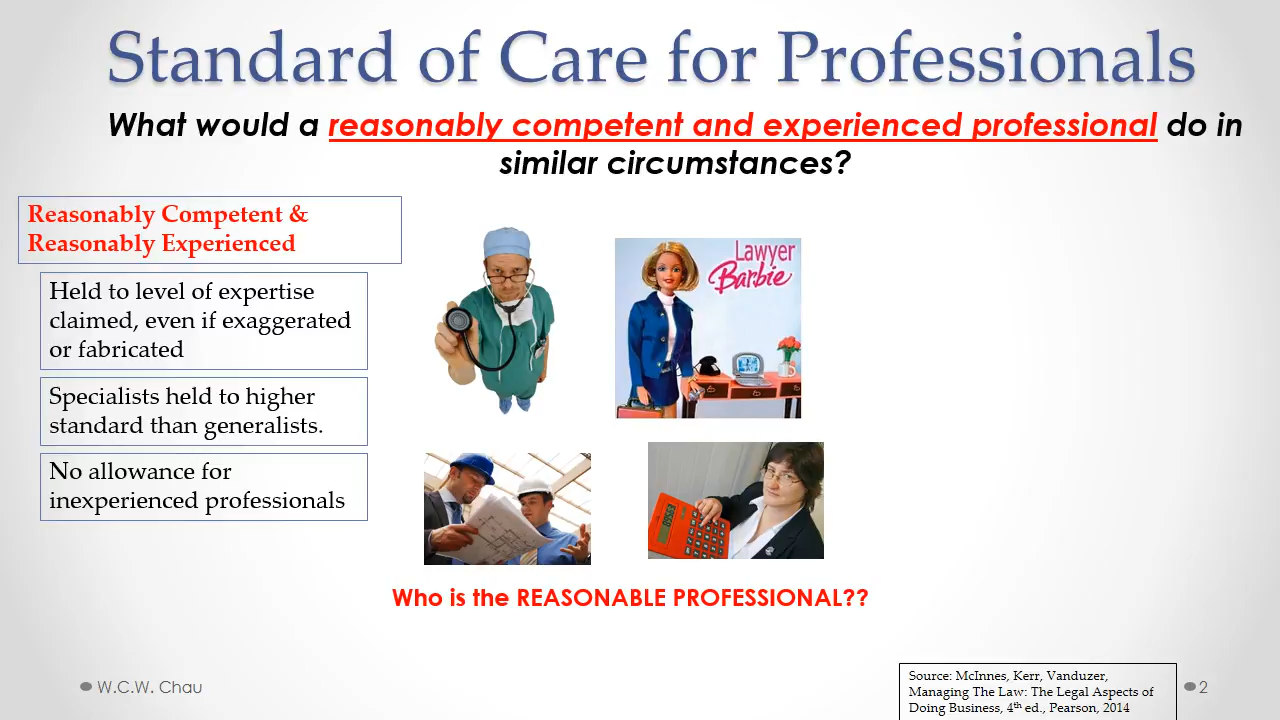 Standard of Care for Professionals
What would a reasonably competent and experienced professional do in
similar circumstances?
Reasonably Competent &
Reasonably Experienced
Held to level of expertise
claimed, even if exaggerated
or fabricated
Specialists held to higher
standard than generalists.
No allowance for
inexperienced professionals
Lawyer
Barbie
Who is the REASONABLE PROFESSIONAL??
W.C.W. Chau
Source: McInnes, Kerr, Vanduzer,
Managing The Law: The Legal Aspects of
Doing Business, 4th ed., Pearson, 2014
2